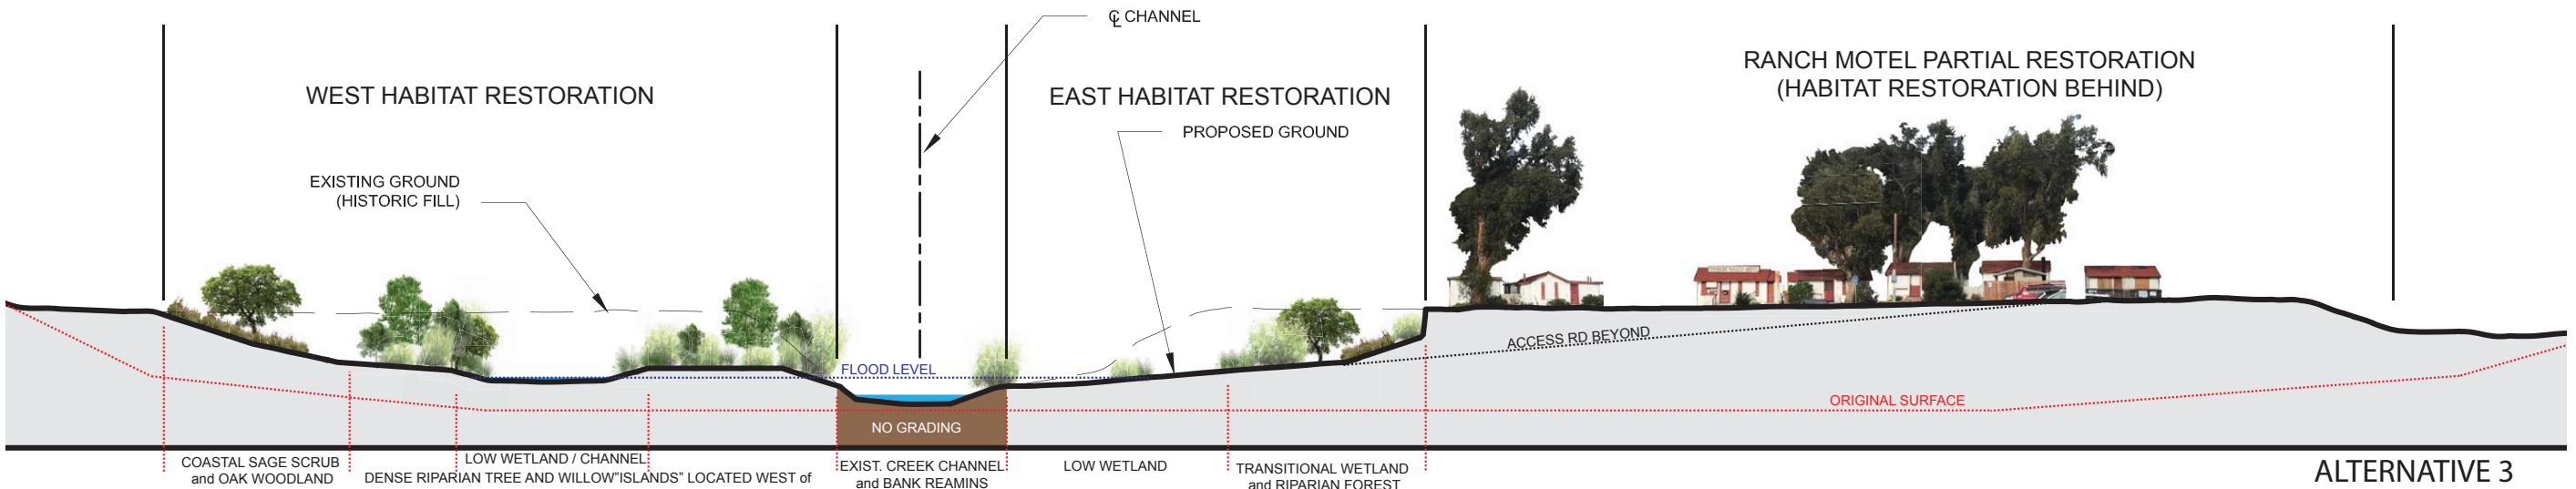 ℄ CHANNEL
WEST HABITAT RESTORATION
EAST HABITAT RESTORATION
RANCH MOTEL PARTIAL RESTORATION
(HABITAT RESTORATION BEHIND)
PROPOSED GROUND
EXISTING GROUND
(HISTORIC FILL)
FLOOD LEVEL
ACCESS RD BEYOND
ORIGINAL SURFACE
NO GRADING
COASTAL SAGE SCRUB
and OAK WOODLAND
LOW WETLAND / CHANNEL
DENSE RIPARIAN TREE AND WILLOW"ISLANDS" LOCATED WEST of
EXIST. CREEK CHANNEL
and BANK REAMINS
LOW WETLAND
TRANSITIONAL WETLAND
and RIPARIAN FOREST
ALTERNATIVE 3